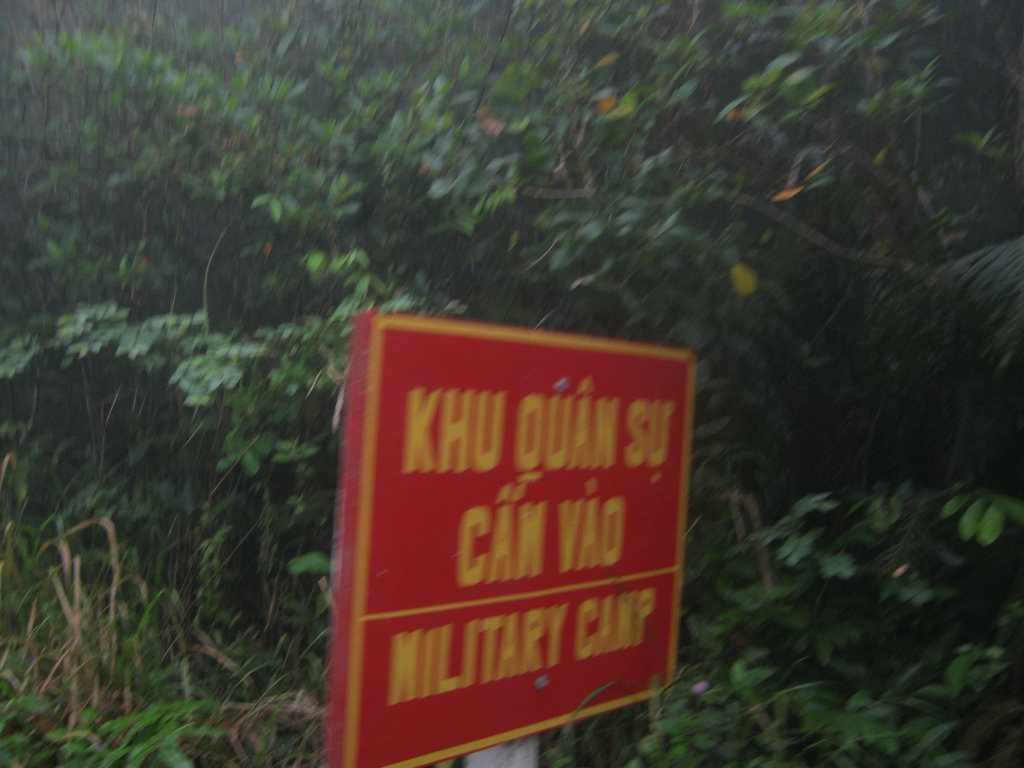 KHU QUÂN SỰ
CẤM VÀO
MILITARY CAMP